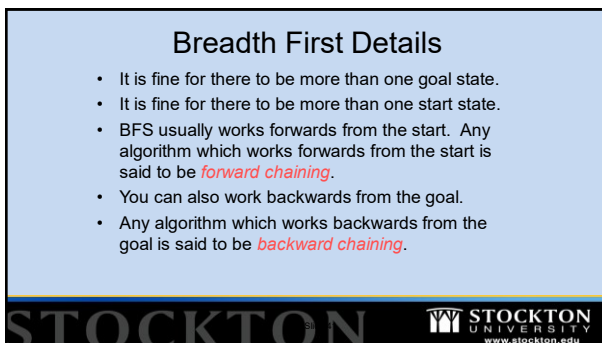 Breadth First Details
• It is fine for there to be more than one goal state.
• It is fine for there to be more than one start state.
• BFS usually works forwards from the start. Any
algorithm which works forwards from the start is
said to be forward chaining.
• You can also work backwards from the goal.
• Any algorithm which works backwards from the
goal is said to be backward chaining.
STOCKTON
STOCKTON
UNIVERSITY
www.stockton.edu